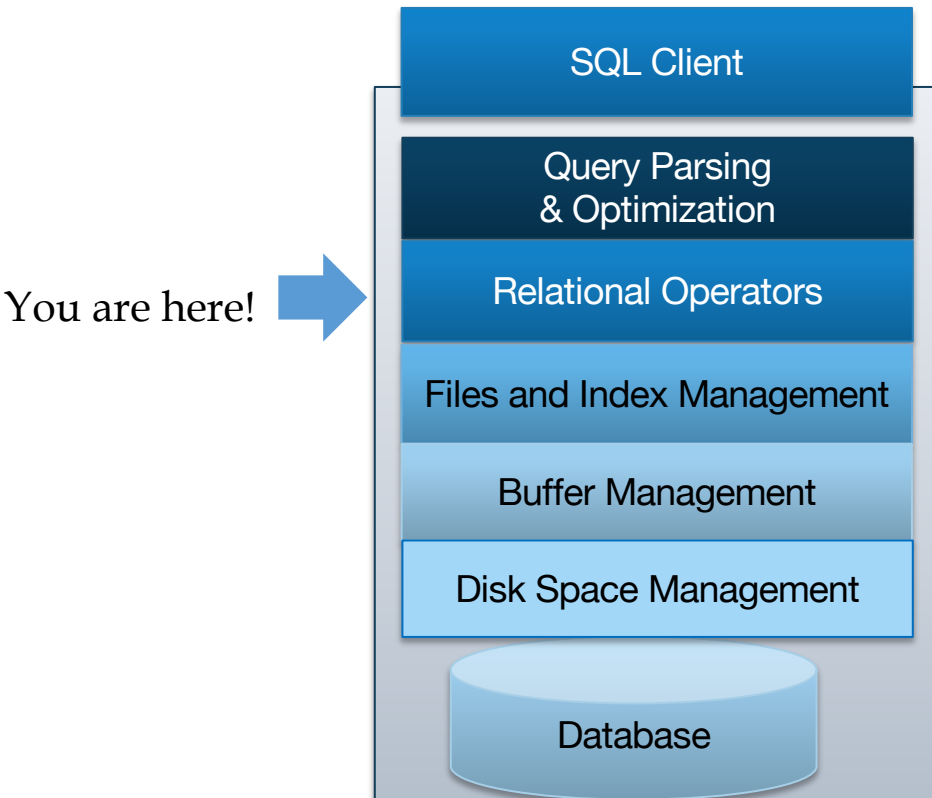 SQL Client
Query Parsing
& Optimization
You are here!
Relational Operators
Files and Index Management
Buffer Management
Disk Space Management
Database